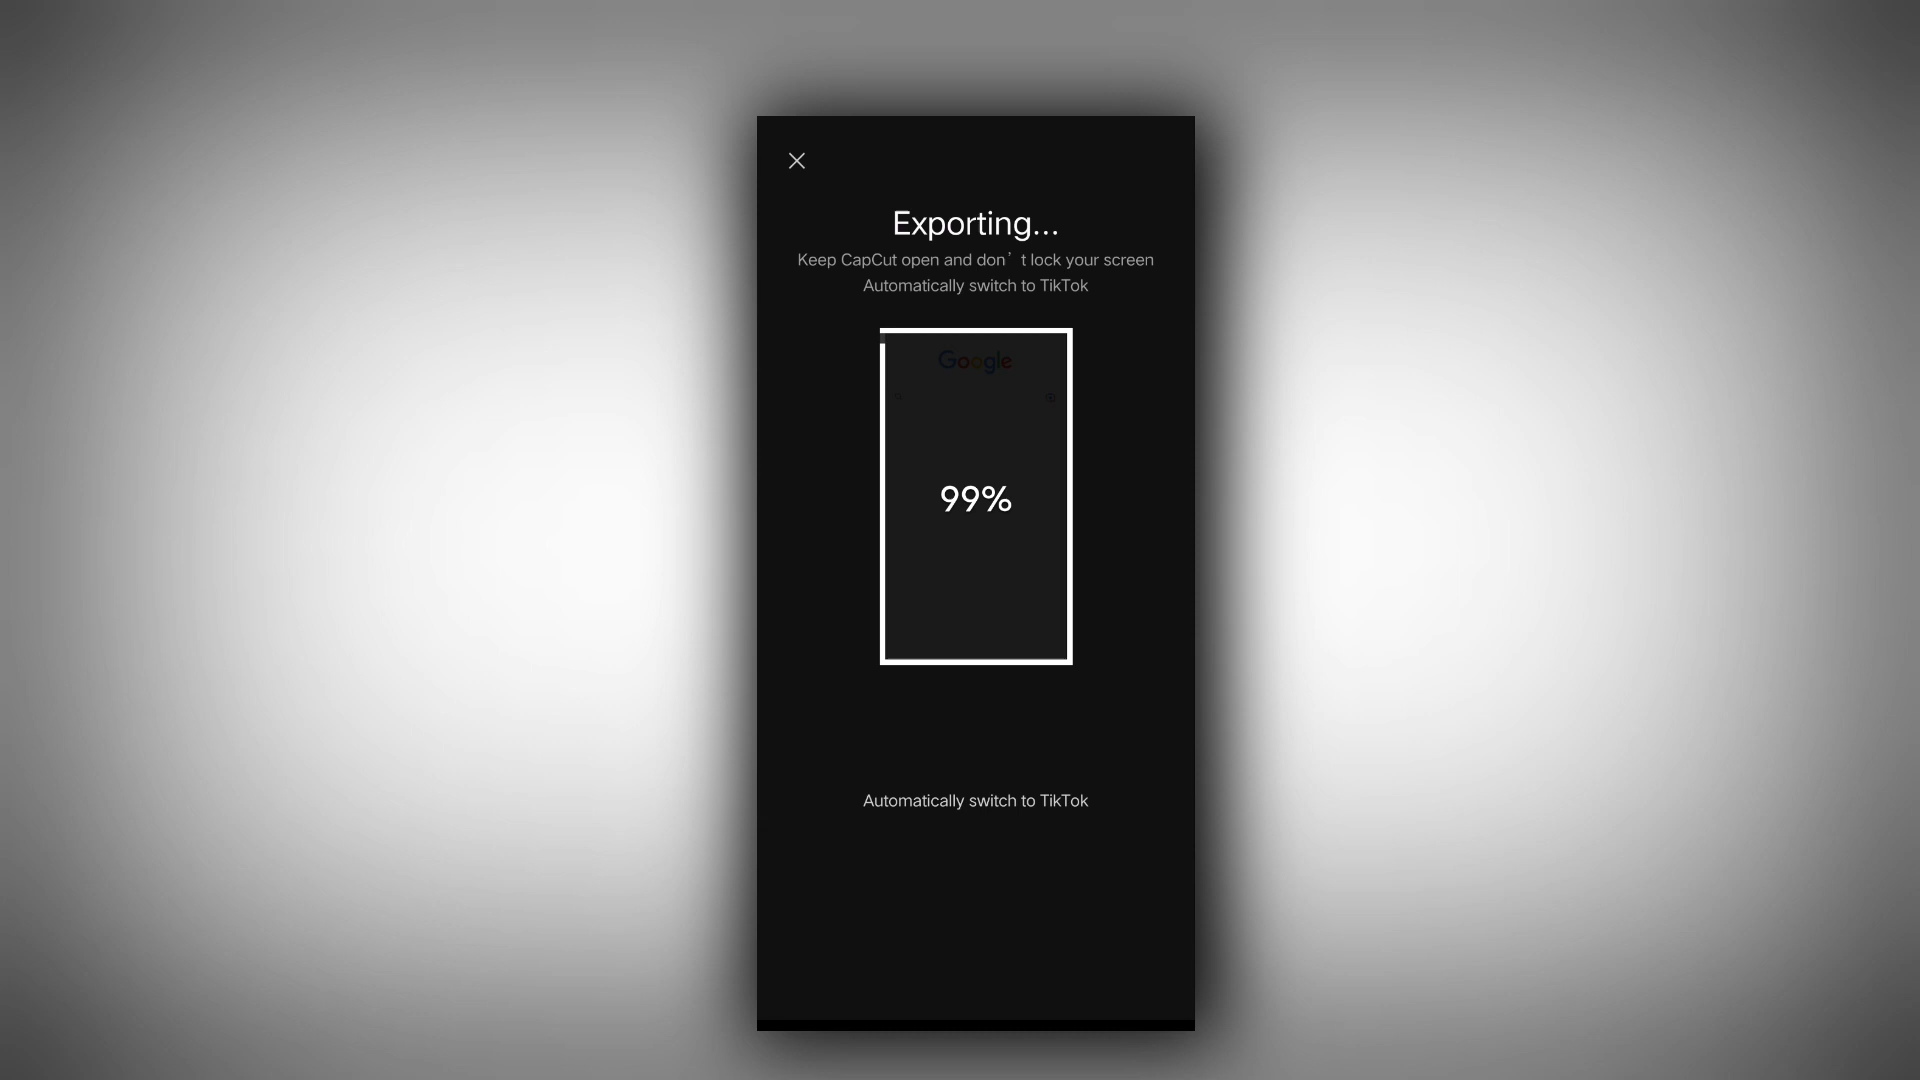 Exporting...
Keep CapCut open and don’t lock your screen
Automatically switch to TikTok
Google
99%
Automatically switch to TikTok